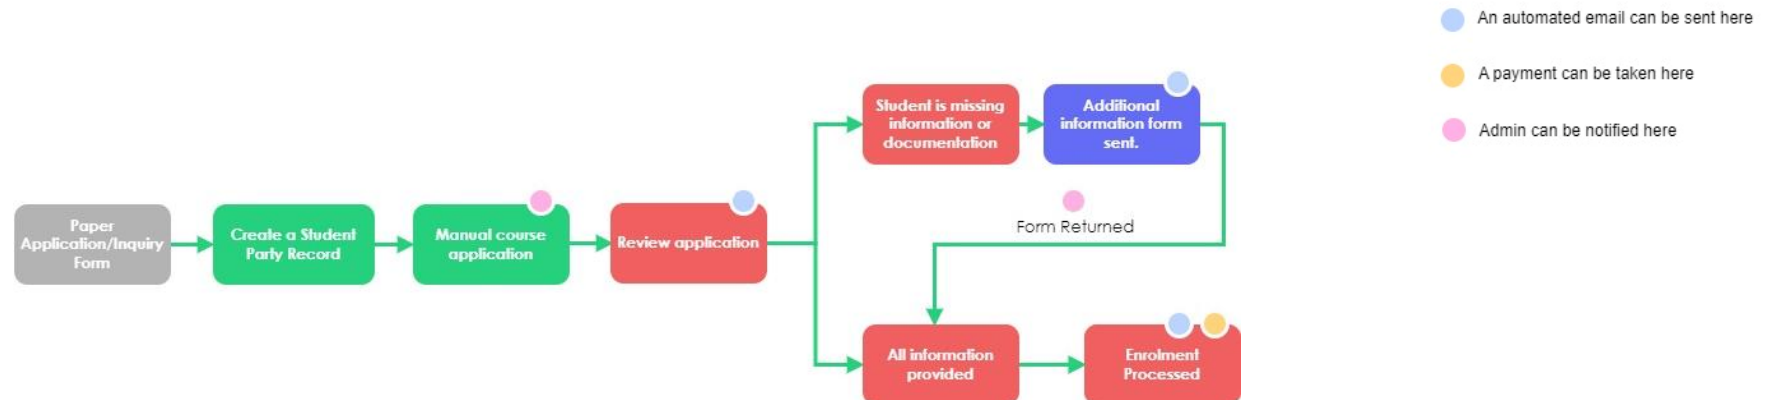 An automated email can be sent here
A payment can be taken here
Admin can be notified here
Student is missing
information or
documentation
Additional
information form
sent.
Paper
Application/Inquiry
Form
Create a Student
Party Record
Manual course
application
Review application
Form Returned
All information
provided
Enrolment
Processed